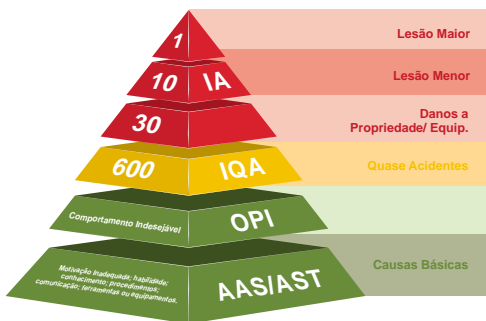 1
Lesão Maior
10 IA
Lesão Menor
30
Danos a
Propriedade/ Equip.
600 IQA
Quase Acidentes
Comportamento Indesejável
OPI
Motivação Inadequada; habilidade;
conhecimento; procedimentos;
comunicação; ferramentas ou equipamentos.
AAS/AST
Causas Básicas